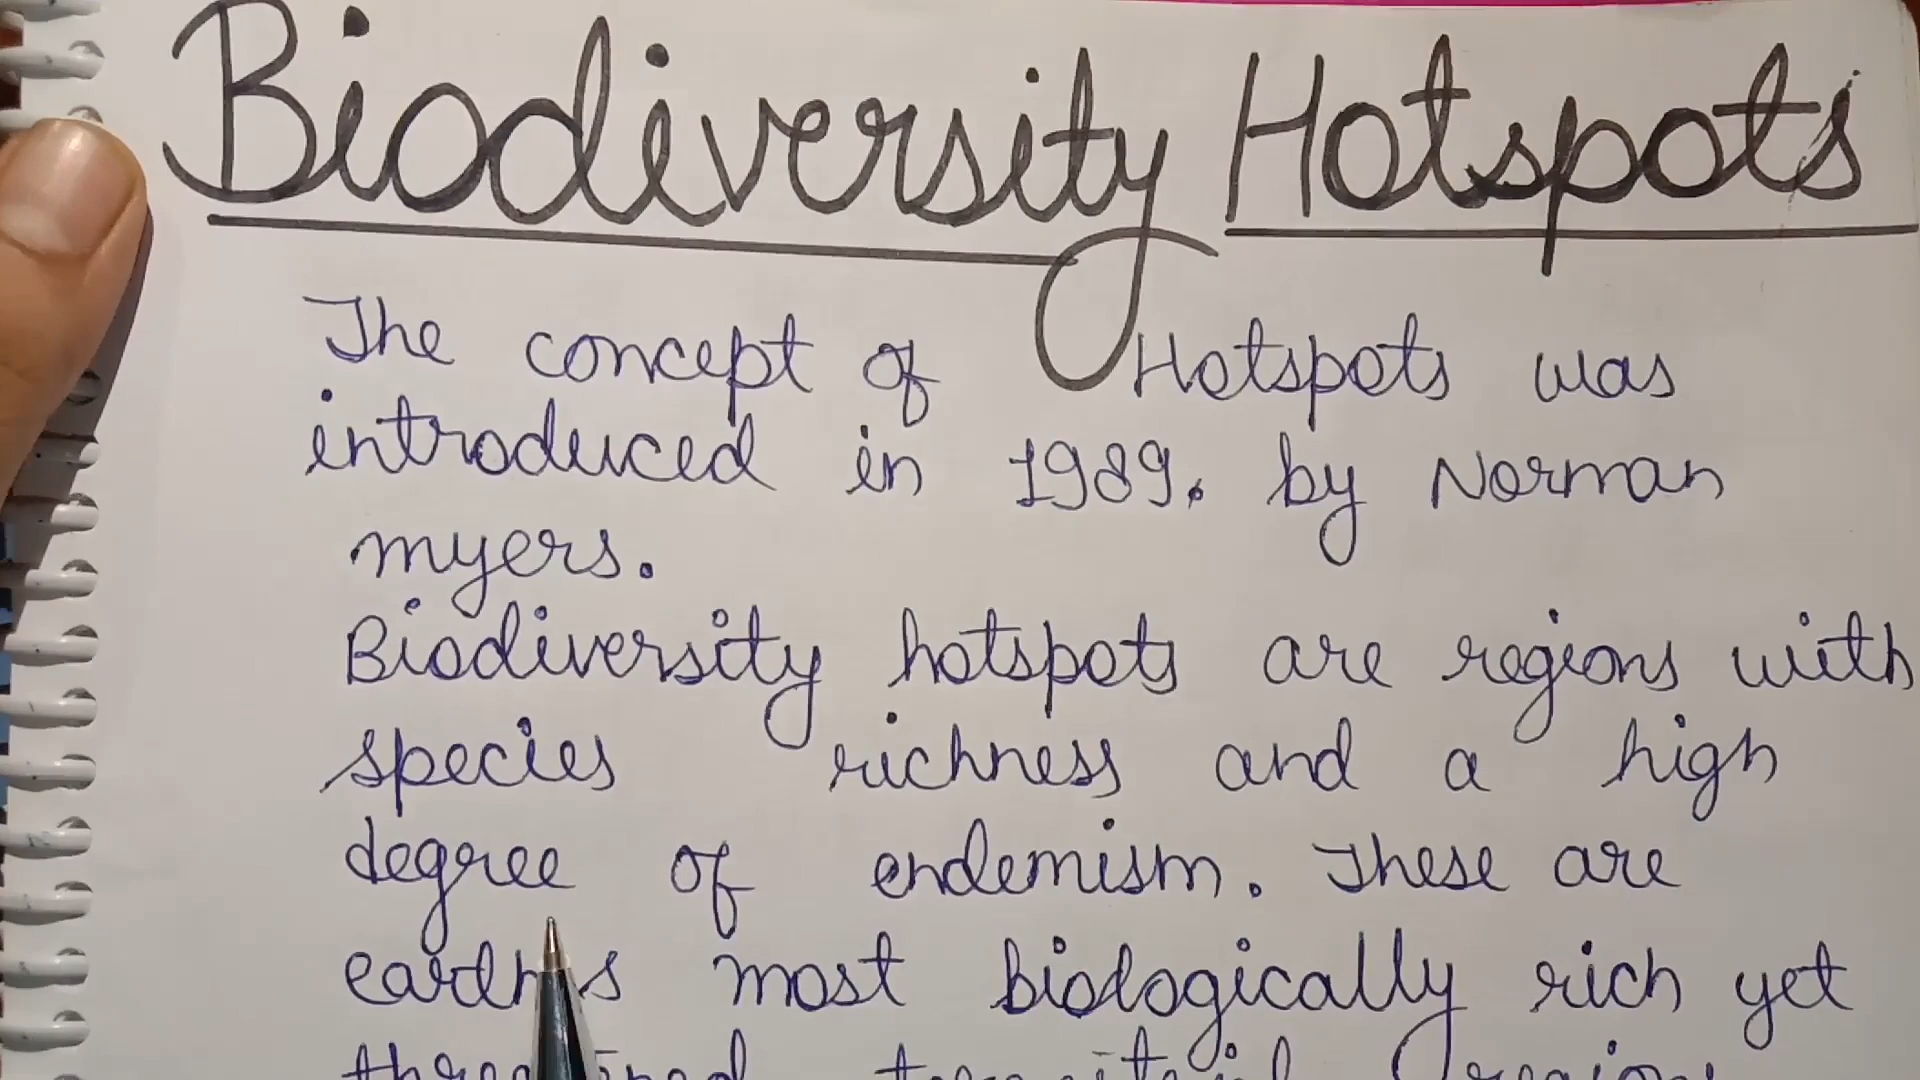 Biodiversity Hotspots
The concept of Hotspots was
introduced in 1989. by Norman
myers.
Biodiversity hotspots are regions with
species richness and a high
degree of endemism. These are
earth's most biologically rich yet